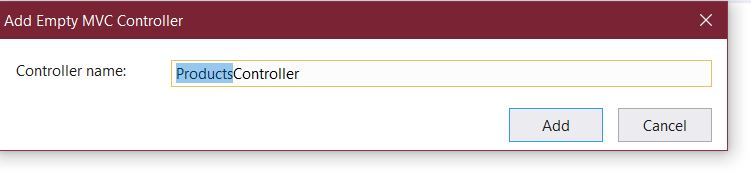 Add Empty MVC Controller
Controller name: ProductsController
Add Cancel